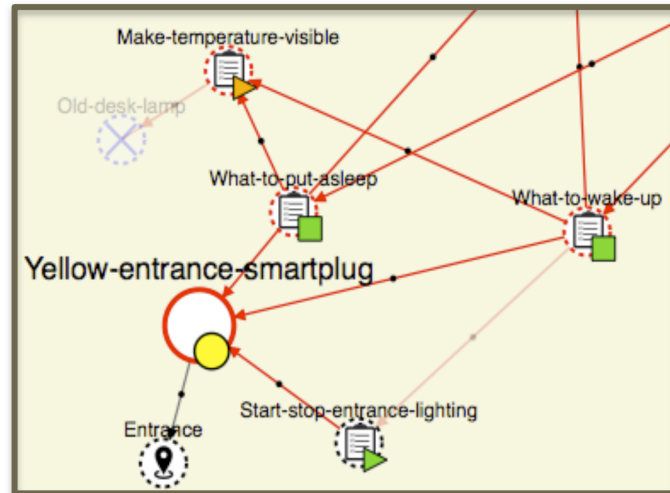 Make-temperature-visible
Old-desk-lamp
What-to-put-asleep
What-to-wake-up
Yellow-entrance-smartplug
Start-stop-entrance-lighting
Entrance